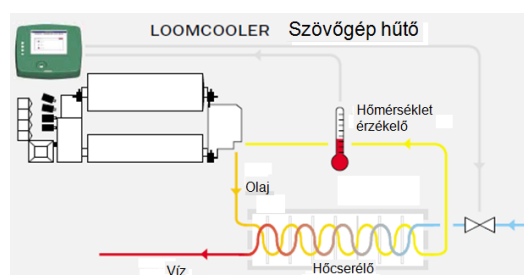 LOOMCOOLER Szövőgép hűtő
Hőmérséklet
érzékelő
Olaj
Víz
Hőcserélő